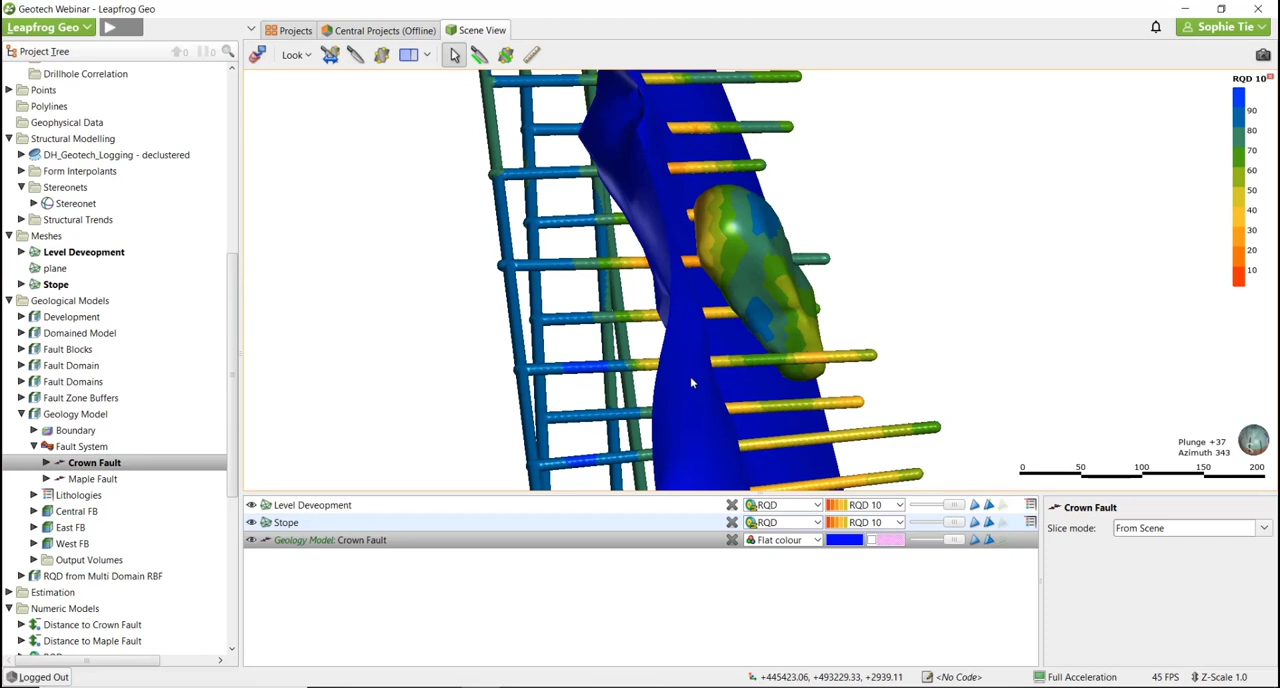 Geotech Webinar — Leapfrog Geo
Leapfrog Geo
Projects
Central Projects (Offline)
Scene View
Sophie Tie
Project Tree
0
0
Look
Drillhole Correlation
Points
Polylines
Geophysical Data
Structural Modelling
DH_Geotech_Logging - declustered
Form Interpolants
Stereonets
Stereonet
Structural Trends
Meshes
Level Deveopment
plane
Stope
Geological Models
Development
Domained Model
Fault Blocks
Fault Domain
Fault Domains
Fault Zone Buffers
Geology Model
Boundary
Fault System
Crown Fault
Maple Fault
Lithologies
Central FB
East FB
West FB
Output Volumes
RQD from Multi Domain RBF
Estimation
Numeric Models
Distance to Crown Fault
Distance to Maple Fault
RQD 10
90
80
70
60
50
40
30
20
10
Plunge +37
Azimuth 343
0 50 100 150 200
Level Deveopment RQD RQD 10
Stope RQD RQD 10
Geology Model: Crown Fault Flat colour
Crown Fault
Slice mode: From Scene
Logged Out
+445423.06, +493229.33, +2939.11
<No Code>
Full Acceleration
45 FPS
Z-Scale 1.0